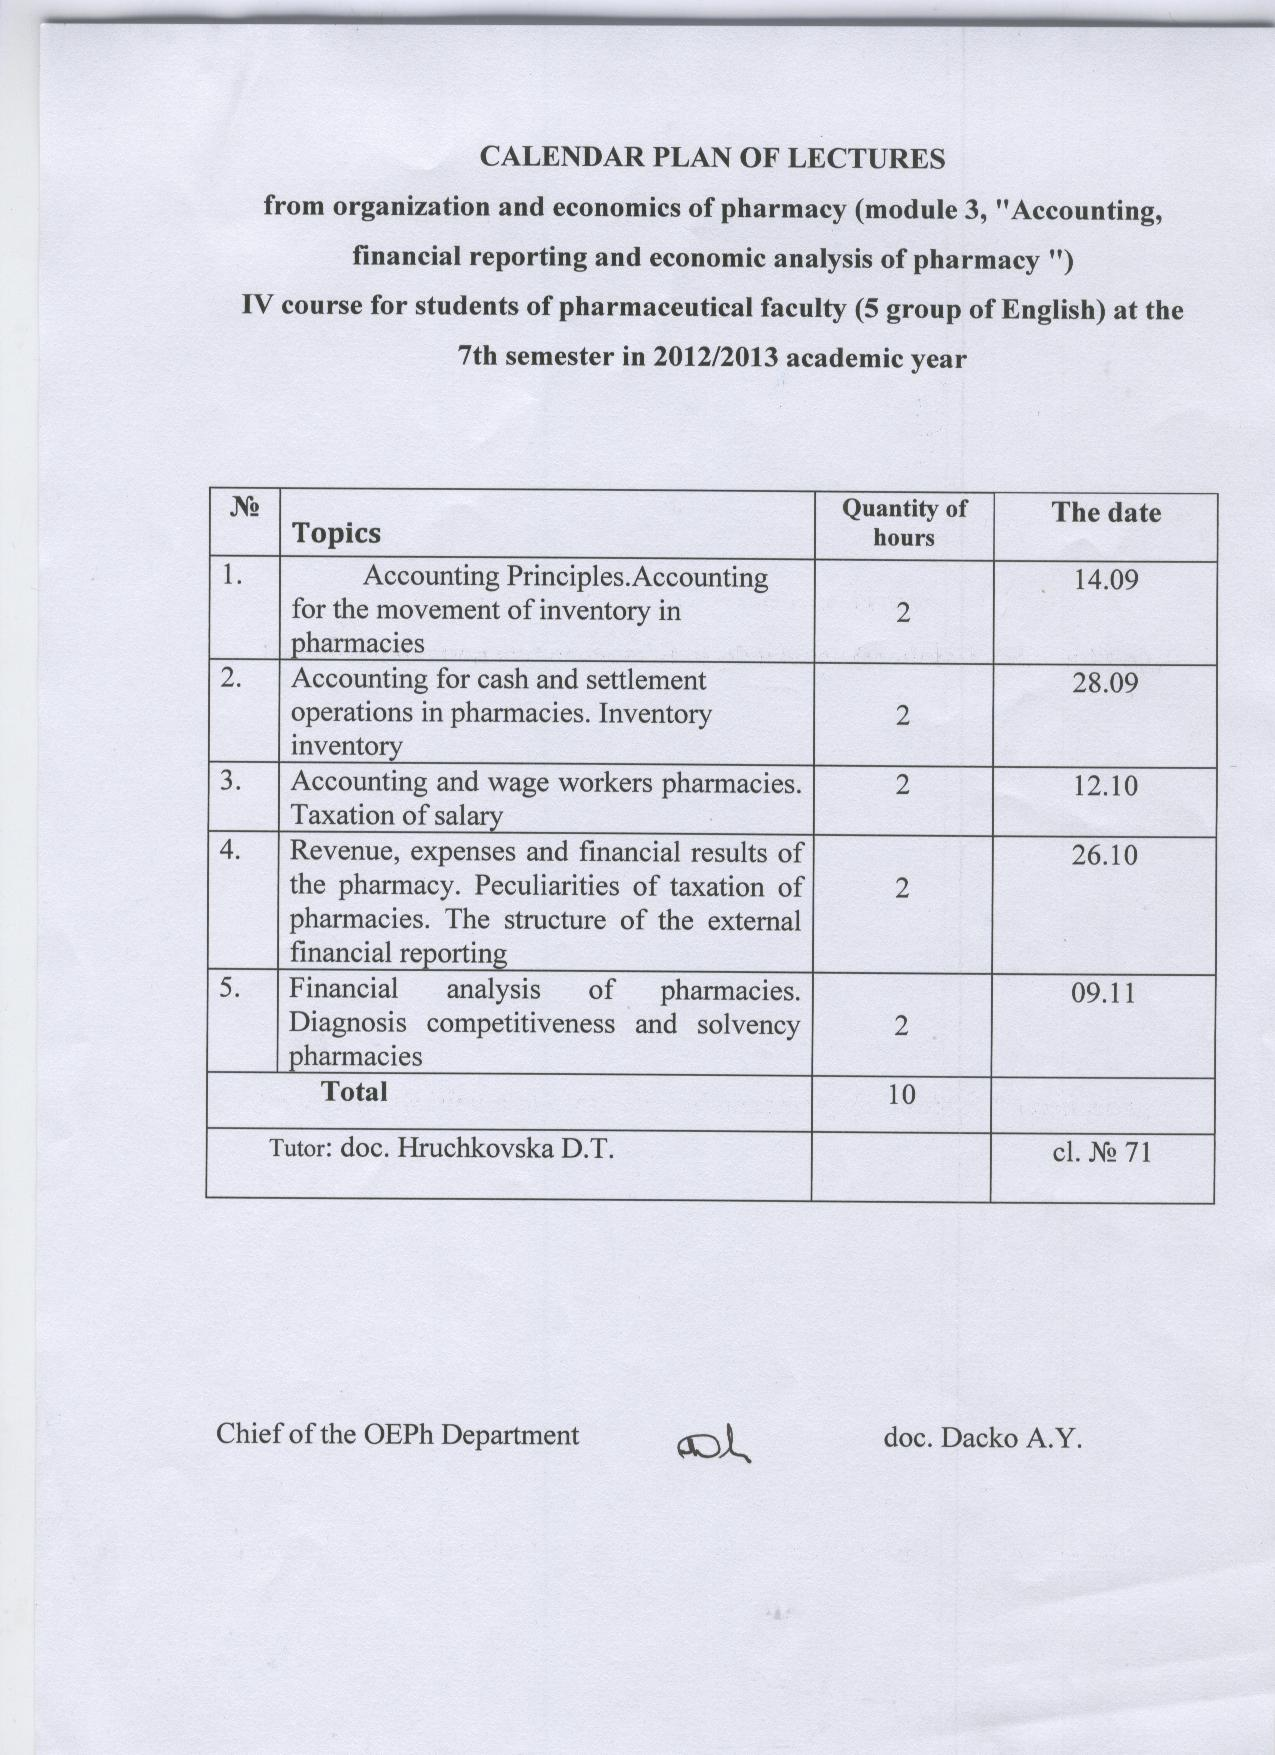 CALENDAR PLAN OF LECTURES
from organization and economics of pharmacy (module 3, "Accounting,
financial reporting and economic analysis of pharmacy ")
IV course for students of pharmaceutical faculty (5 group of English) at the
7th semester in 2012/2013 academic year
№ Topics Quantity of hours The date
1. Accounting Principles.Accounting
for the movement of inventory in
pharmacies
2
14.09
2. Accounting for cash and settlement
operations in pharmacies. Inventory
inventory
2
28.09
3. Accounting and wage workers pharmacies.
Taxation of salary
2
12.10
4. Revenue, expenses and financial results of
the pharmacy. Peculiarities of taxation of
pharmacies. The structure of the external
financial reporting
2
26.10
5. Financial analysis of pharmacies.
Diagnosis competitiveness and solvency
pharmacies
2
09.11
Total 10
Tutor: doc. Hruchkovska D.T. cl. № 71
Chief of the OEPh Department doc. Dacko A.Y.